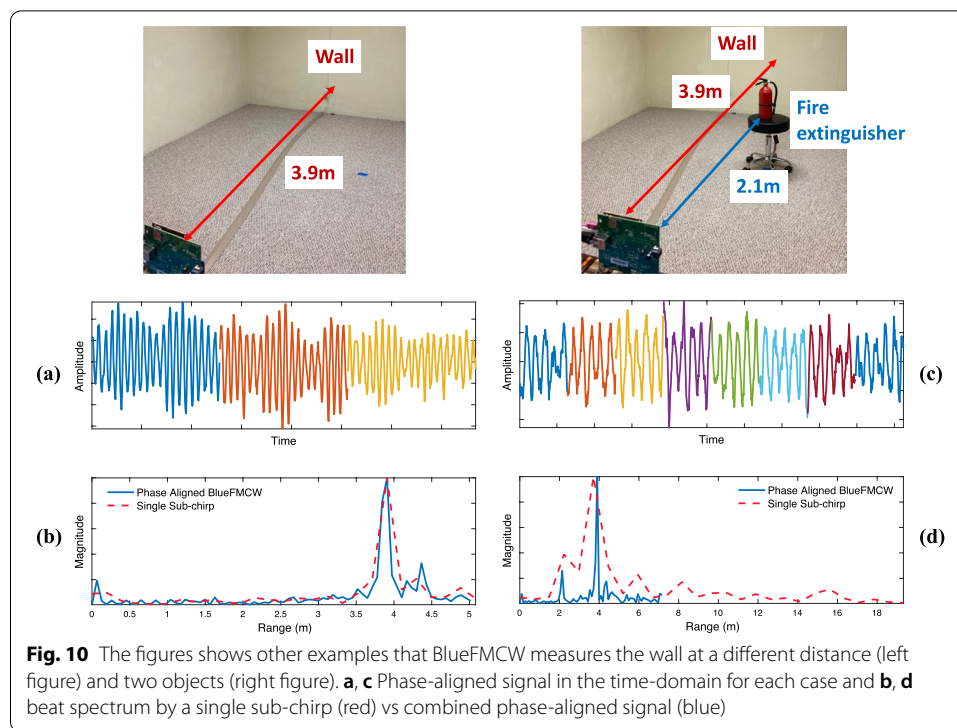 Wall
3.9m
Wall
3.9m
Fire
extinguisher
2.1m
(a)
Amplitude
Time
(c)
Amplitude
Time
(b)
Magnitude
Phase Aligned BlueFMCW
Single Sub-chirp
0 0.5 1 1.5 2 2.5 3 3.5 4 4.5 5
Range (m)
(d)
Magnitude
Phase Aligned BlueFMCW
Single Sub-chirp
0 2 4 6 8 10 12 14 16 18
Range (m)
Fig. 10 The figures shows other examples that BlueFMCW measures the wall at a different distance (left
figure) and two objects (right figure). a, c Phase-aligned signal in the time-domain for each case and b, d
beat spectrum by a single sub-chirp (red) vs combined phase-aligned signal (blue)